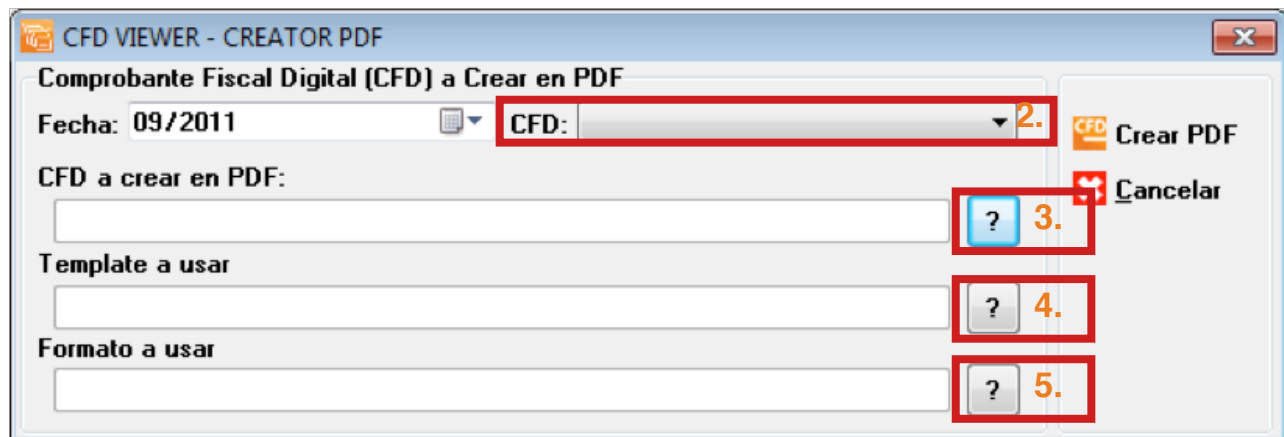 CFD VIEWER - CREATOR PDF
Comprobante Fiscal Digital (CFD) a Crear en PDF
Fecha: 09/2011 CFD: 2.
CFD Crear PDF
CFD a crear en PDF:
Cancelar
? 3.
Template a usar
? 4.
Formato a usar
? 5.